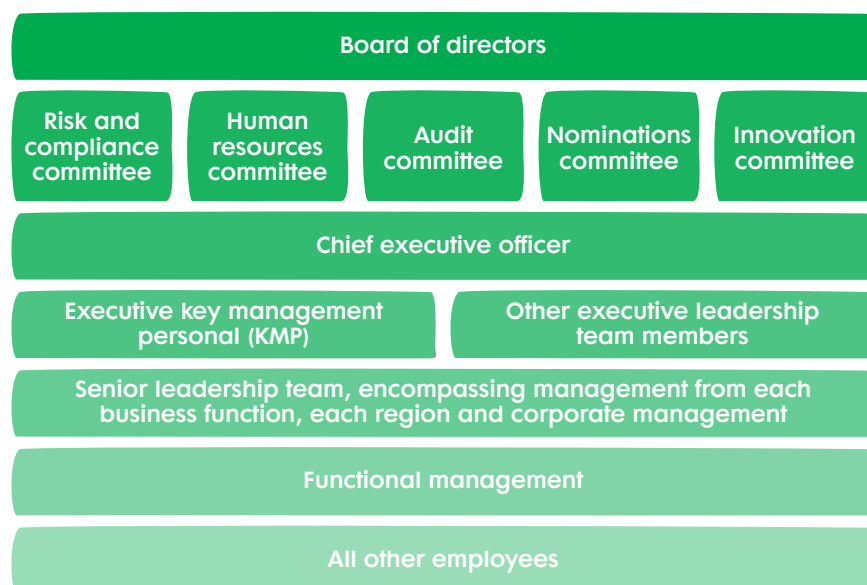 Board of directors
Risk and
compliance
committee
Human
resources
committee
Audit
committee
Nominations
committee
Innovation
committee
Chief executive officer
Executive key management
personal (KMP)
Other executive leadership
team members
Senior leadership team, encompassing management from each
business function, each region and corporate management
Functional management
All other employees